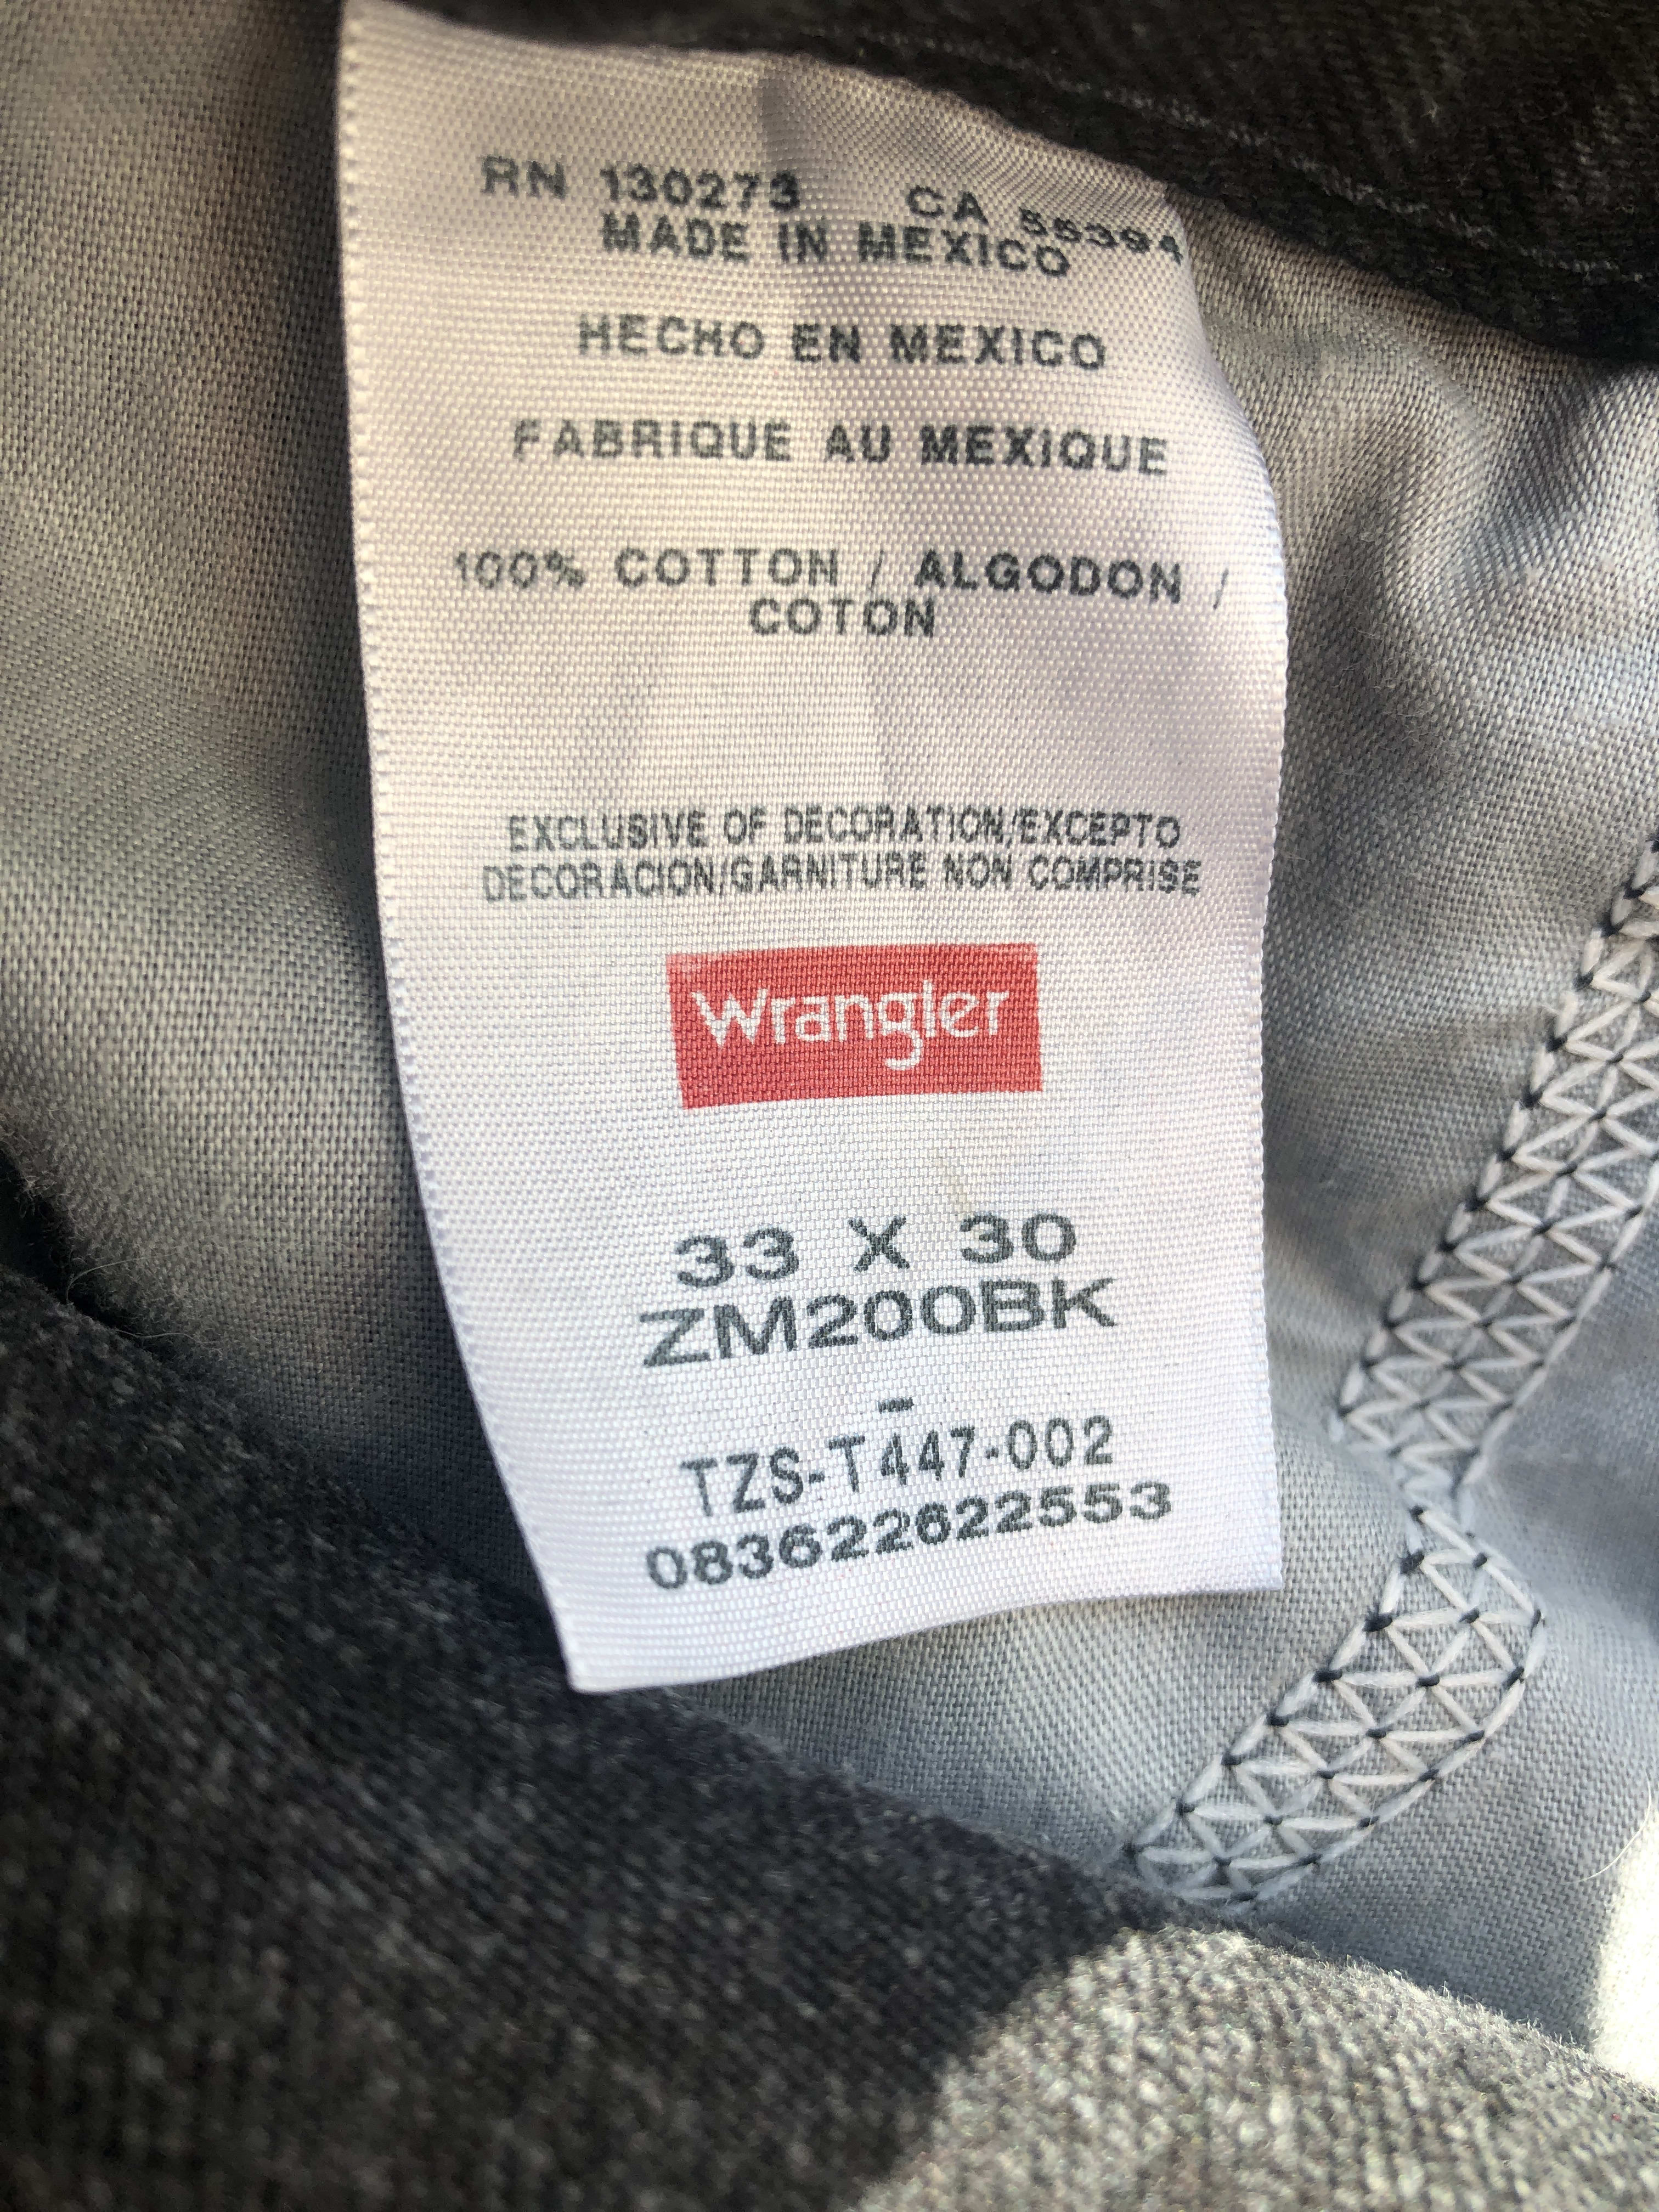 RN 130273 CA 55394
MADE IN MEXICO
HECHO EN MEXICO
FABRIQUE AU MEXIQUE
100% COTTON / ALGODON /
COTON
EXCLUSIVE OF DECORATION/EXCEPTO
DECORACION/GARNITURE NON COMPRISE
Wrangler
33 X 30
ZM200BK
-
TZS-T447-002
083622622553